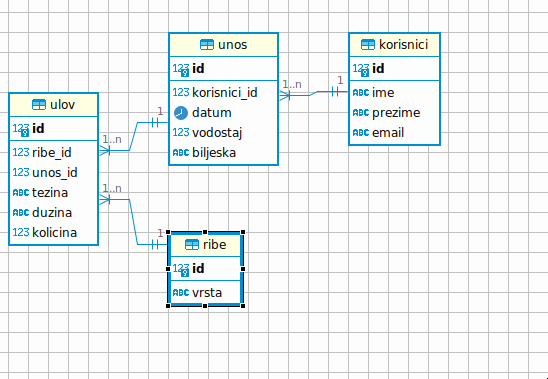 unos
123 id
123 korisnici_id
datum
123 vodostaj
ABC biljeska
korisnici
123 id
ABC ime
ABC prezime
ABC email
1..n
1
ulov
123 id
123 ribe_id
123 unos_id
ABC tezina
ABC duzina
123 kolicina
1
1..n
1..n
1
ribe
123 id
ABC vrsta